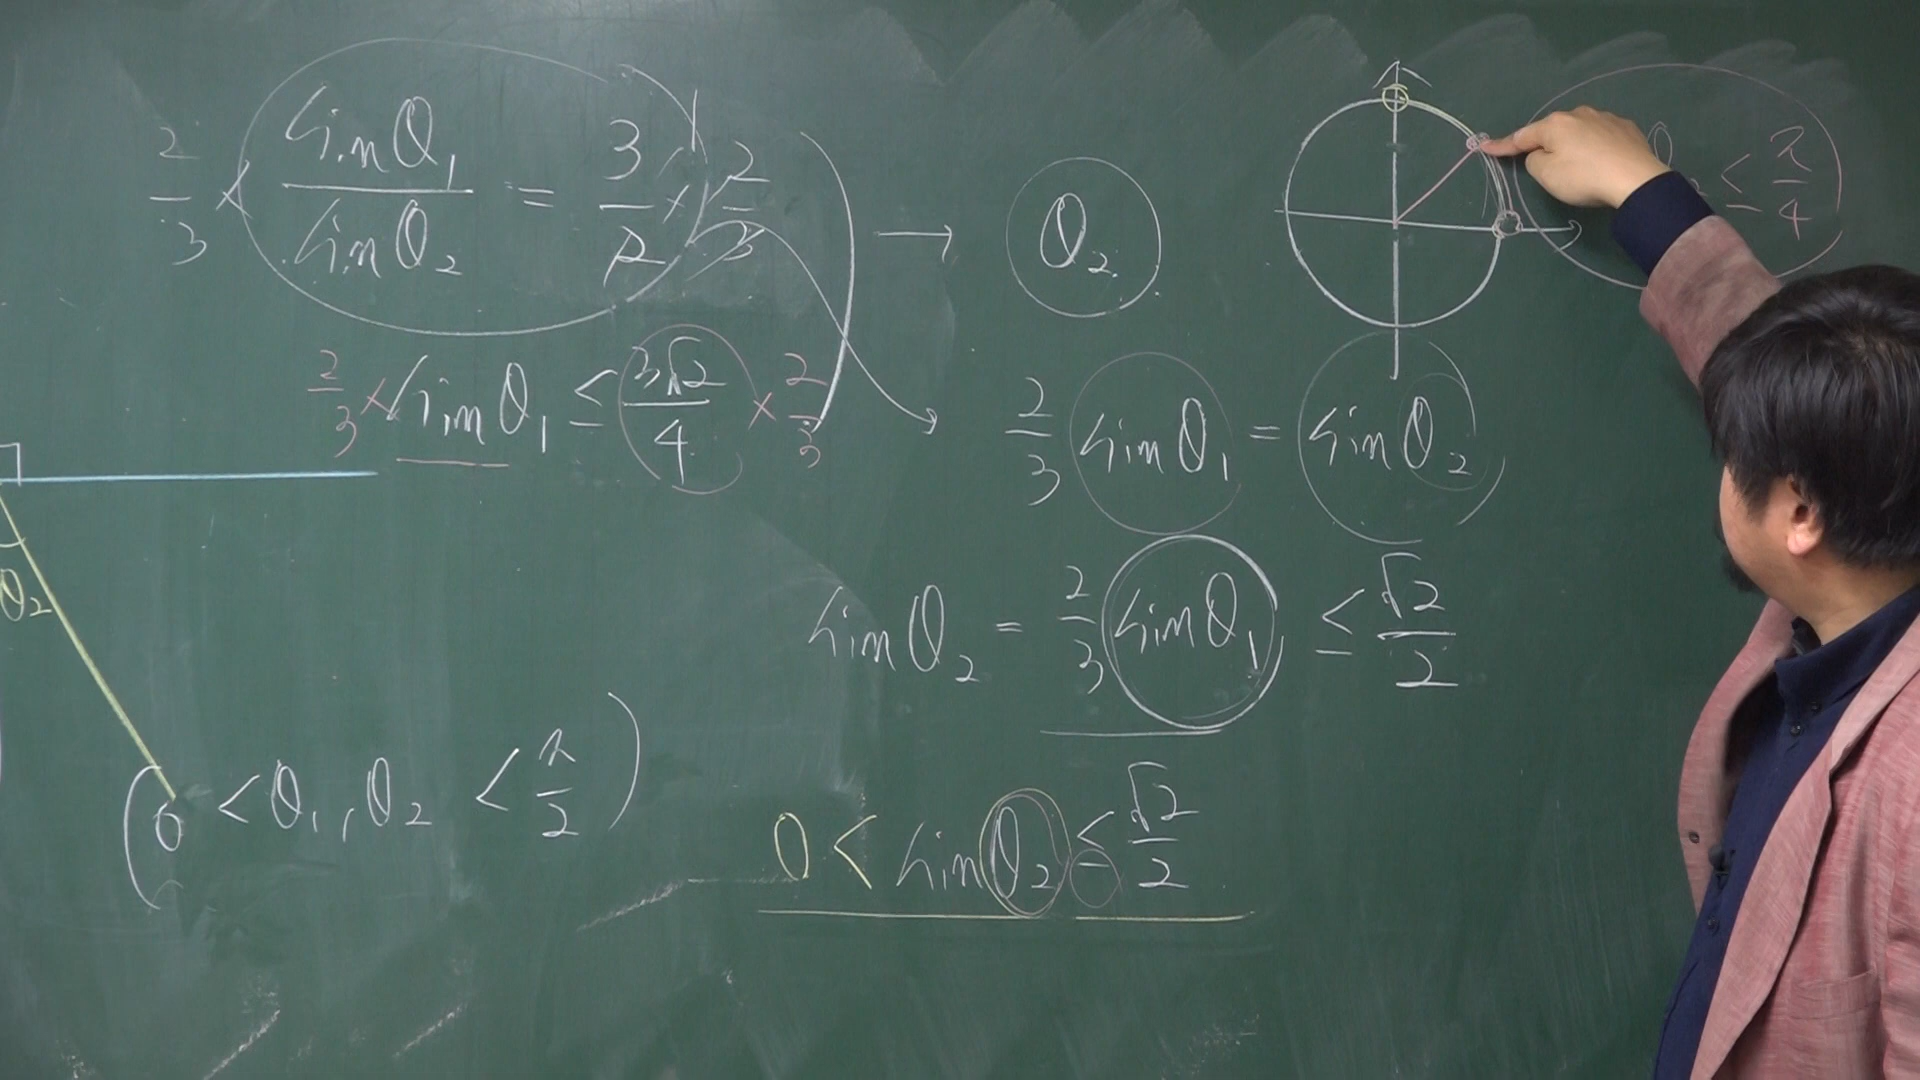 2/3 × sinθ₁/sinθ₂ = 3/2 × 2/3 → θ₂
2/3 × sinθ₁ ≤ 3√2/4 × 2/3
≤ π/4
2/3 sinθ₁ = sinθ₂
θ₂
sinθ₂ = 2/3 sinθ₁ ≤ √2/2
(0 < θ₁, θ₂ < π/2)
0 < sinθ₂ ≤ √2/2